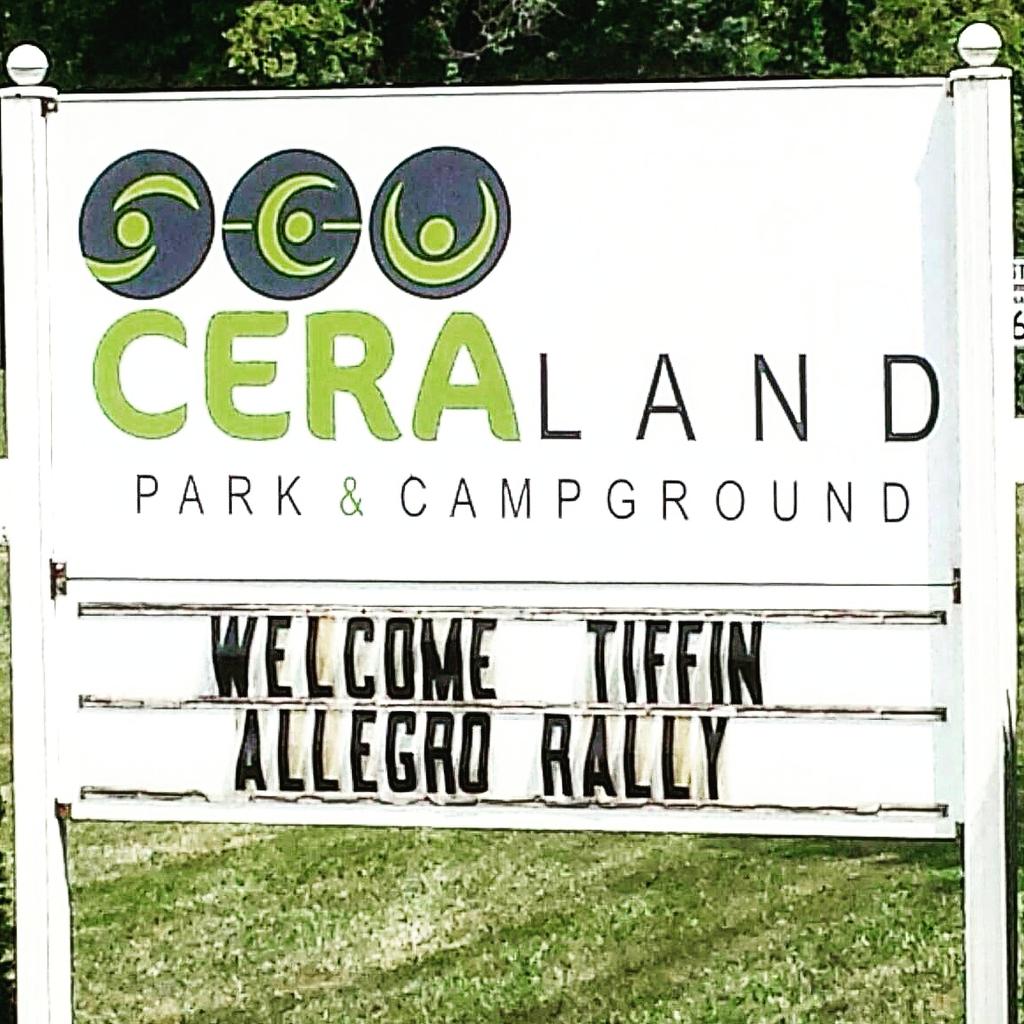 CERALAND
PARK & CAMPGROUND
WELCOME TIFFIN
ALLEGRO RALLY